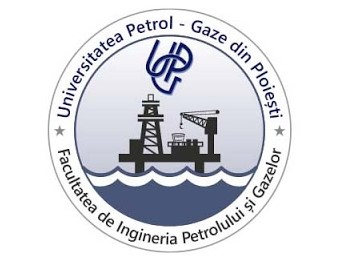 Universitatea Petrol - Gaze din Ploiești
UPG
Facultatea de Ingineria Petrolului și Gazelor